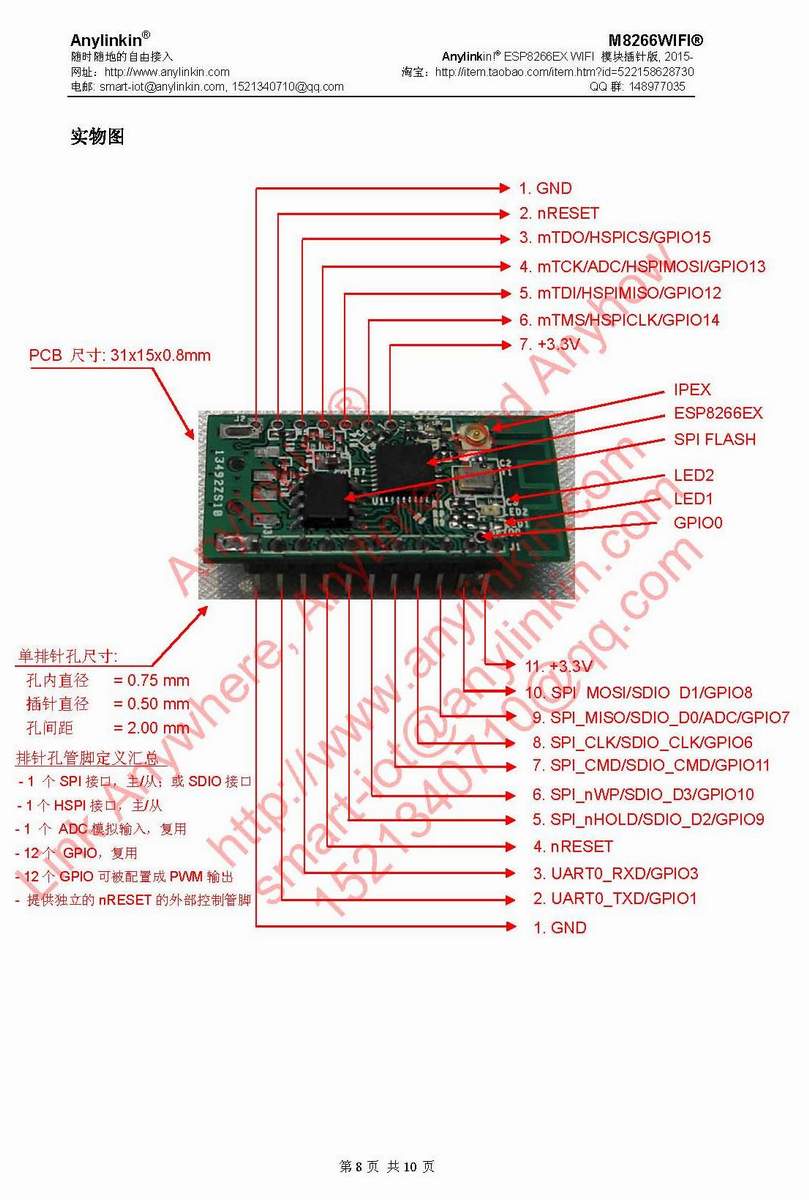 Anylinkin®
M8266WIFI®
随时随地的自由接入
Anylinkin!® ESP8266EX WIFI 模块插针版, 2015-
网址: http://www.anylinkin.com
淘宝: http://item.taobao.com/item.htm?id=522158628730
电邮: smart-iot@anylinkin.com, 1521340710@qq.com
QQ 群: 148977035
实物图
1. GND
2. nRESET
3. mTDO/HSPICS/GPIO15
4. mTCK/ADC/HSPIMOSI/GPIO13
5. mTDI/HSPIMISO/GPIO12
6. mTMS/HSPICLK/GPIO14
7. +3.3V
PCB 尺寸: 31x15x0.8mm
IPEX
ESP8266EX
SPI FLASH
LED2
LED1
GPIO0
J2
13492ZS10
R7
U1
C2
LED2
J3
J1
单排针孔尺寸:
孔内直径 = 0.75 mm
插针直径 = 0.50 mm
孔间距 = 2.00 mm
排针孔管脚定义汇总
- 1 个 SPI 接口, 主/从; 或 SDIO 接口
- 1 个 HSPI 接口, 主/从
- 1 个 ADC 模拟输入, 复用
- 12 个 GPIO, 复用
- 12 个 GPIO 可被配置成 PWM 输出
- 提供独立的 nRESET 的外部控制管脚
11. +3.3V
10. SPI_MOSI/SDIO_D1/GPIO8
9. SPI_MISO/SDIO_D0/ADC/GPIO7
8. SPI_CLK/SDIO_CLK/GPIO6
7. SPI_CMD/SDIO_CMD/GPIO11
6. SPI_nWP/SDIO_D3/GPIO10
5. SPI_nHOLD/SDIO_D2/GPIO9
4. nRESET
3. UART0_RXD/GPIO3
2. UART0_TXD/GPIO1
1. GND
Link Anywhere, Anytime and Anyhow
http://www.anylinkin.com
smart-iot@anylinkin.com
1521340710@qq.com
第 8 页 共 10 页